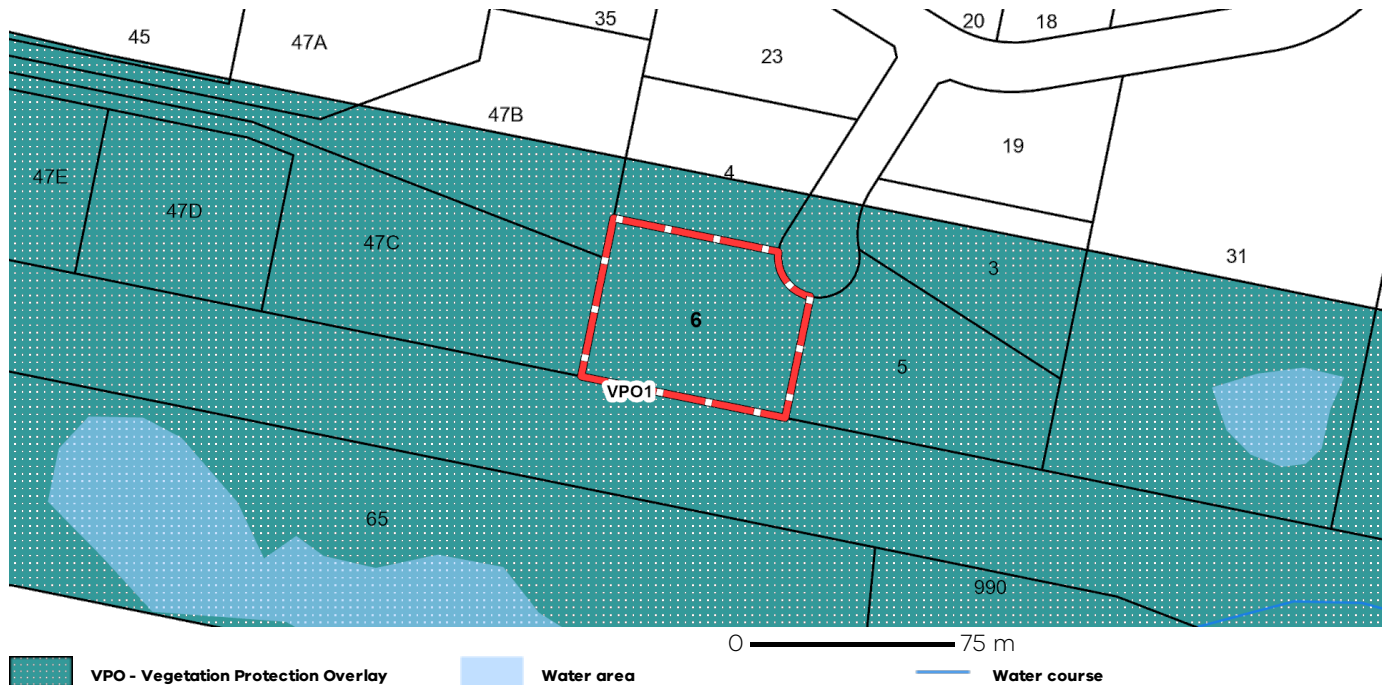 35
20
18
45
47A
23
47B
19
4
47E
47D
47C
3
31
6
5
VPO1
65
990
0 75 m
VPO - Vegetation Protection Overlay
Water area
Water course